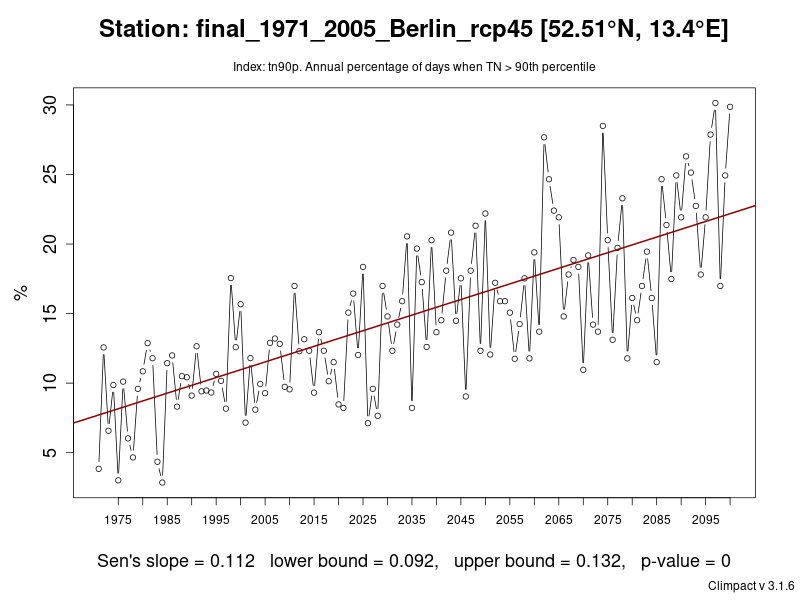 Station: final_1971_2005_Berlin_rcp45 [52.51°N, 13.4°E]
Index: tn90p. Annual percentage of days when TN > 90th percentile
30
25
20
15
10
5
%
1975 1985 1995 2005 2015 2025 2035 2045 2055 2065 2075 2085 2095
Sen's slope = 0.112 lower bound = 0.092, upper bound = 0.132, p-value = 0
Climpact v 3.1.6